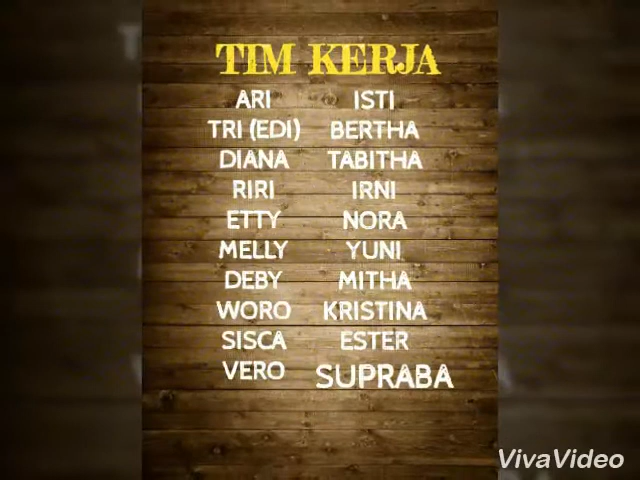 TIM KERJA
ARI ISTI
TRI (EDI) BERTHA
DIANA TABITHA
RIRI IRNI
ETTY NORA
MELLY YUNI
DEBY MITHA
WORO KRISTINA
SISCA ESTER
VERO SUPRABA
VivaVideo